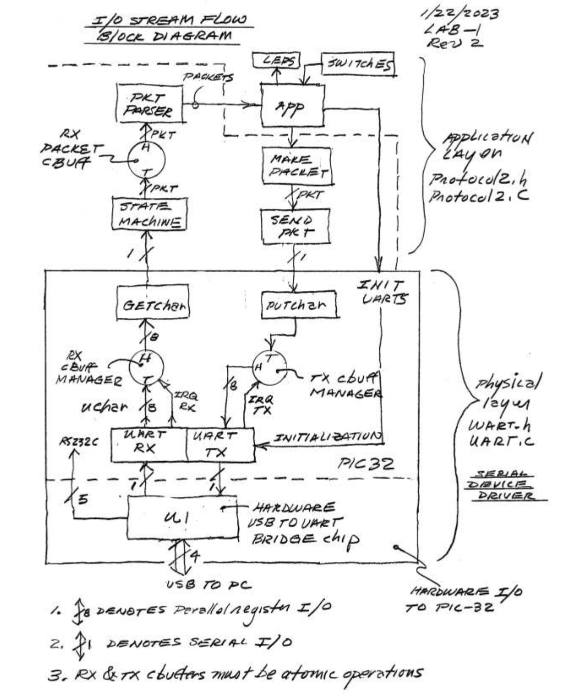 I/O STREAM FLOW
BLOCK DIAGRAM
1/22/2023
LAB-1
Rev 2
LEDS
SWITCHES
PACKETS
PKT
PARSER
APP
PKT
RX
PACKET
CBUFF
H
T
MAKE
PACKET
APPLICATION
LAYER
Protocol2.h
Protocol2.C
PKT
PKT
STATE
MACHINE
SEND
PKT
1
1
INIT
UARTS
GETchar
PUTchar
8
RX
CBUFF
MANAGER
H
T
H
T
8
TX CBUFF
MANAGER
uchar
8
IRQ
RX
IRQ
TX
Physical
layer
UART.h
UART.C
RS232C
UART
RX
UART
TX
INITIALIZATION
PIC32
SERIAL
DEVICE
DRIVER
5
1
1
U1
HARDWARE
USB TO UART
BRIDGE chip
4
USB TO PC
HARDWARE I/O
TO PIC-32
1. 8 DENOTES Parallel register I/O
2. 1 DENOTES SERIAL I/O
3. RX & TX cbuffers must be atomic operations